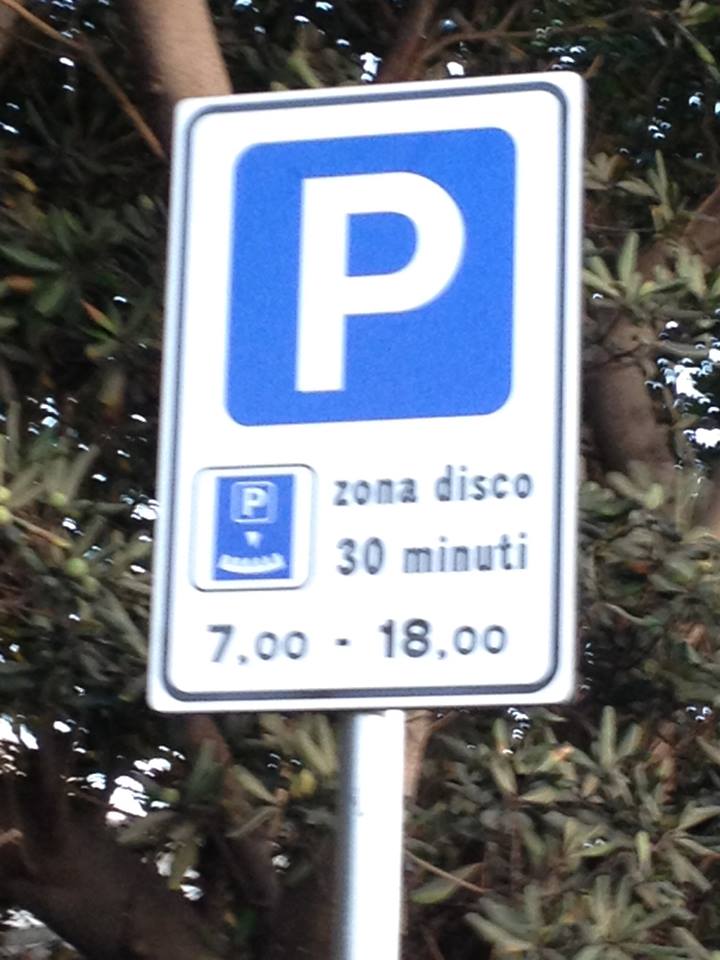 P
P
zona disco
30 minuti
7,00 - 18,00